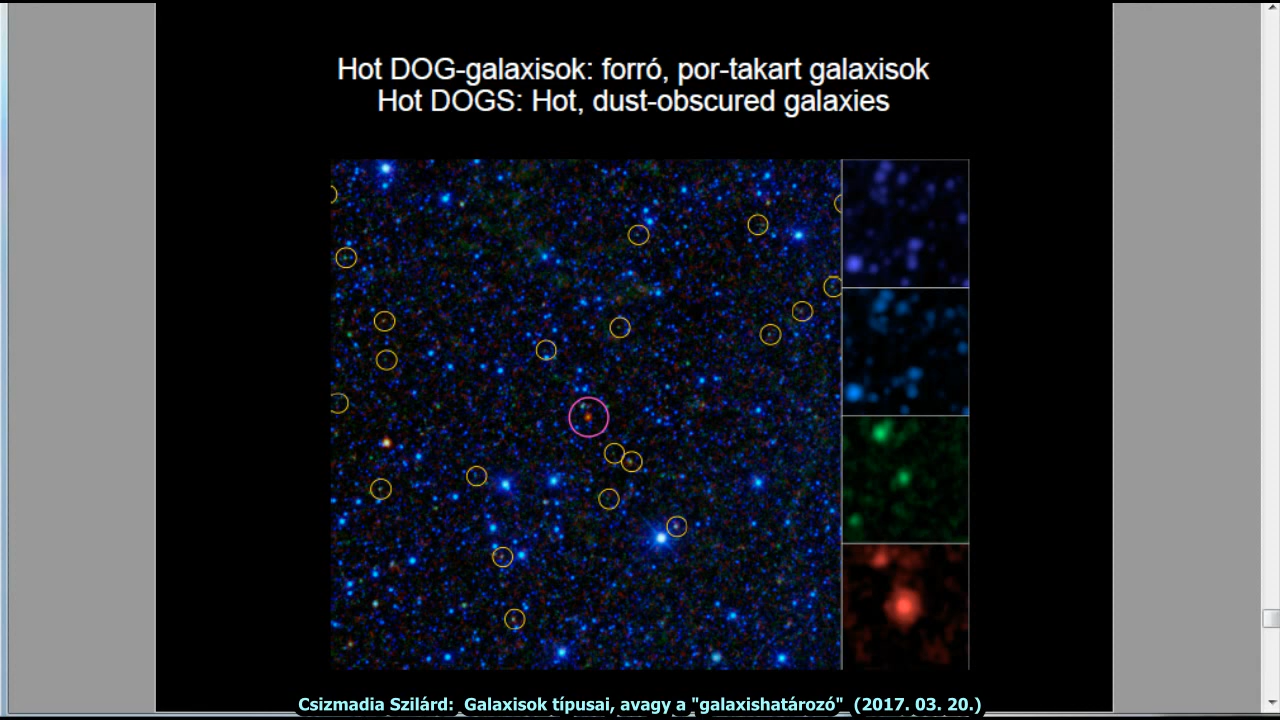 Hot DOG-galaxisok: forró, por-takart galaxisok
Hot DOGS: Hot, dust-obscured galaxies
Csizmadia Szilárd: Galaxisok típusai, avagy a "galaxishatározó" (2017. 03. 20.)